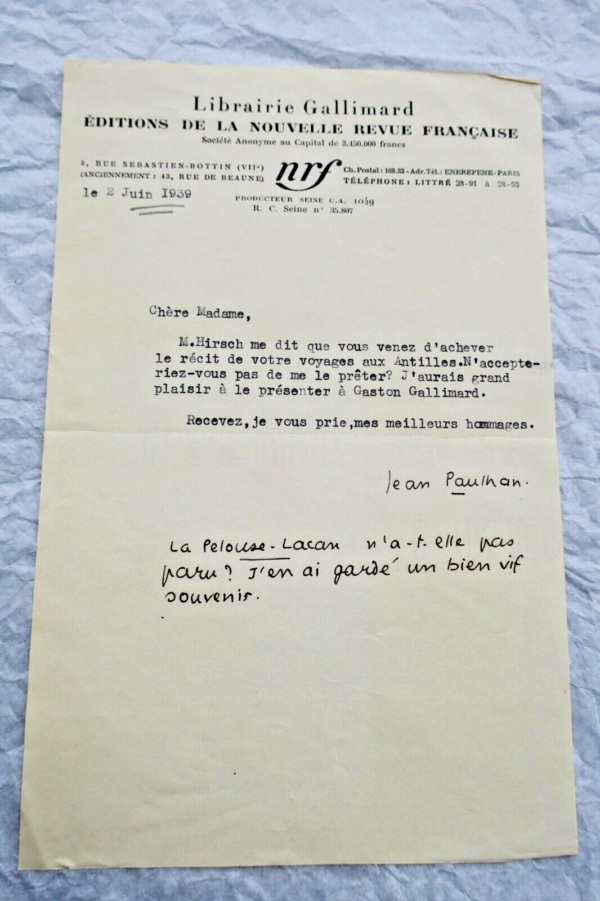 Librairie Gallimard
ÉDITIONS DE LA NOUVELLE REVUE FRANÇAISE
Société Anonyme au Capital de 3.450.000 francs
5, RUE SEBASTIEN-BOTTIN (VIIᵉ)
(ANCIENNEMENT : 43, RUE DE BEAUNE)
nrf
Ch. Postal : 169.33 - Adr. Tél. : ENEREFENE-PARIS
TÉLÉPHONE : LITTRÉ 28-91 à 28-93
le 2 Juin 1939
PRODUCTEUR SEINE C.A. 1049
R. C. Seine n° 35.807
Chère Madame,
M.Hirsch me dit que vous venez d'achever
le récit de votre voyages aux Antilles.N'accepte-
riez-vous pas de me le prêter? J'aurais grand
plaisir à le présenter à Gaston Gallimard.
Recevez,je vous prie,mes meilleurs hommages.
Jean Paulhan.
La Pelouse-Lacan n'a-t-elle pas
paru? J'en ai gardé un bien vif
souvenir.